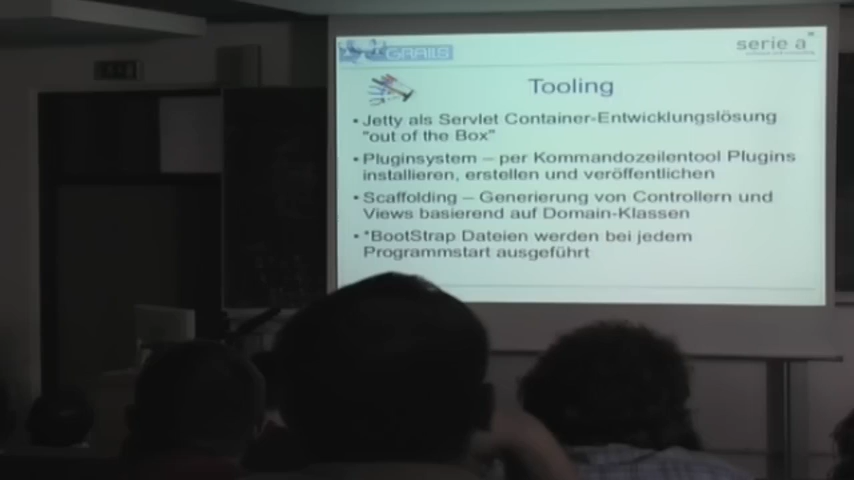 GRAILS
serie a
Tooling
• Jetty als Servlet Container-Entwicklungslösung
"out of the Box"
• Pluginsystem – per Kommandozeilentool Plugins
installieren, erstellen und veröffentlichen
• Scaffolding – Generierung von Controllern und
Views basierend auf Domain-Klassen
• *BootStrap Dateien werden bei jedem
Programmstart ausgeführt